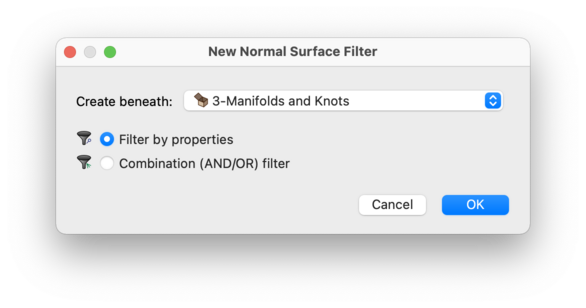 New Normal Surface Filter
Create beneath: 3-Manifolds and Knots
Filter by properties
Combination (AND/OR) filter
Cancel OK